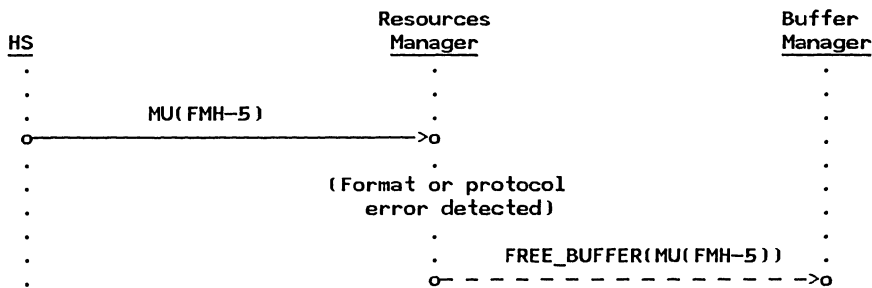 Resources
Buffer
HS
Manager
Manager
MU(FMH-5)
(Format or protocol
error detected)
FREE_BUFFER(MU(FMH-5))